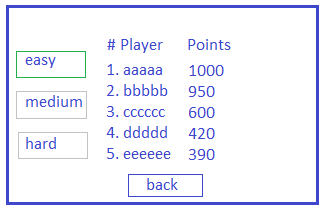 easy
medium
hard
# Player Points
1. aaaaa 1000
2. bbbbb 950
3. cccccc 600
4. ddddd 420
5. eeeeee 390
back